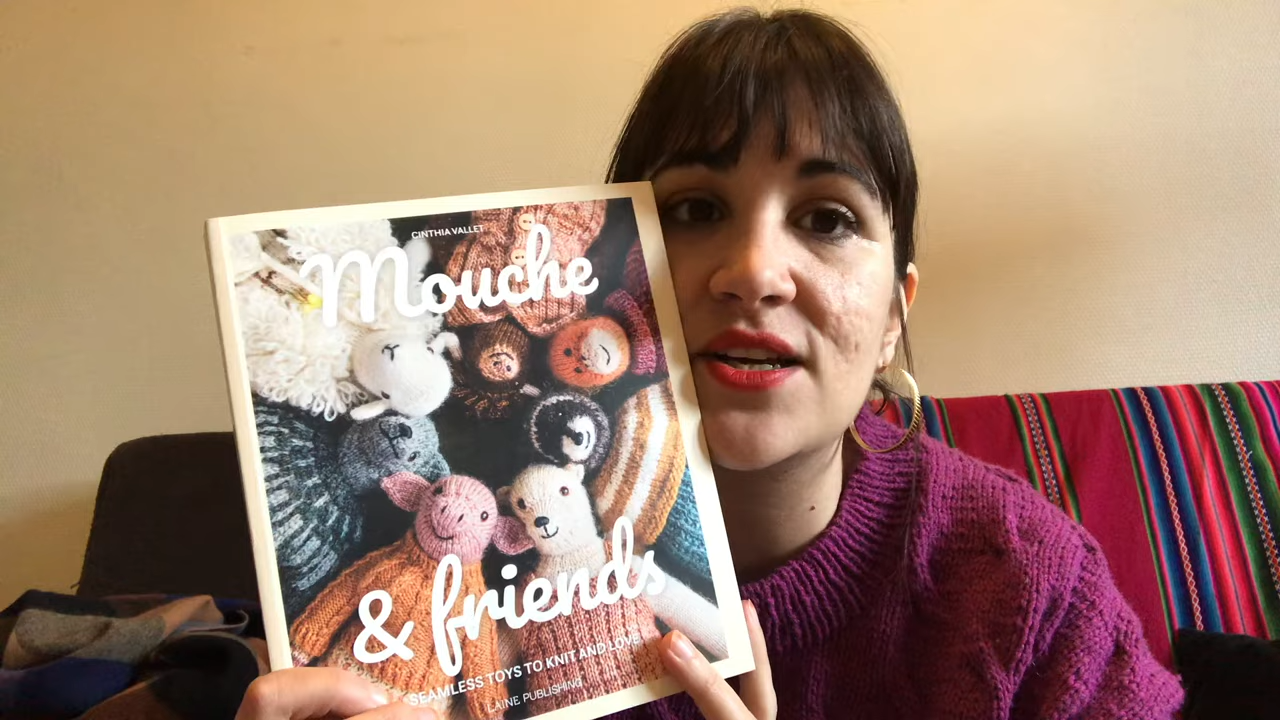 CINTHIA VALLET
Mouche
& friends
SEAMLESS TOYS TO KNIT AND LOVE
LAINE PUBLISHING